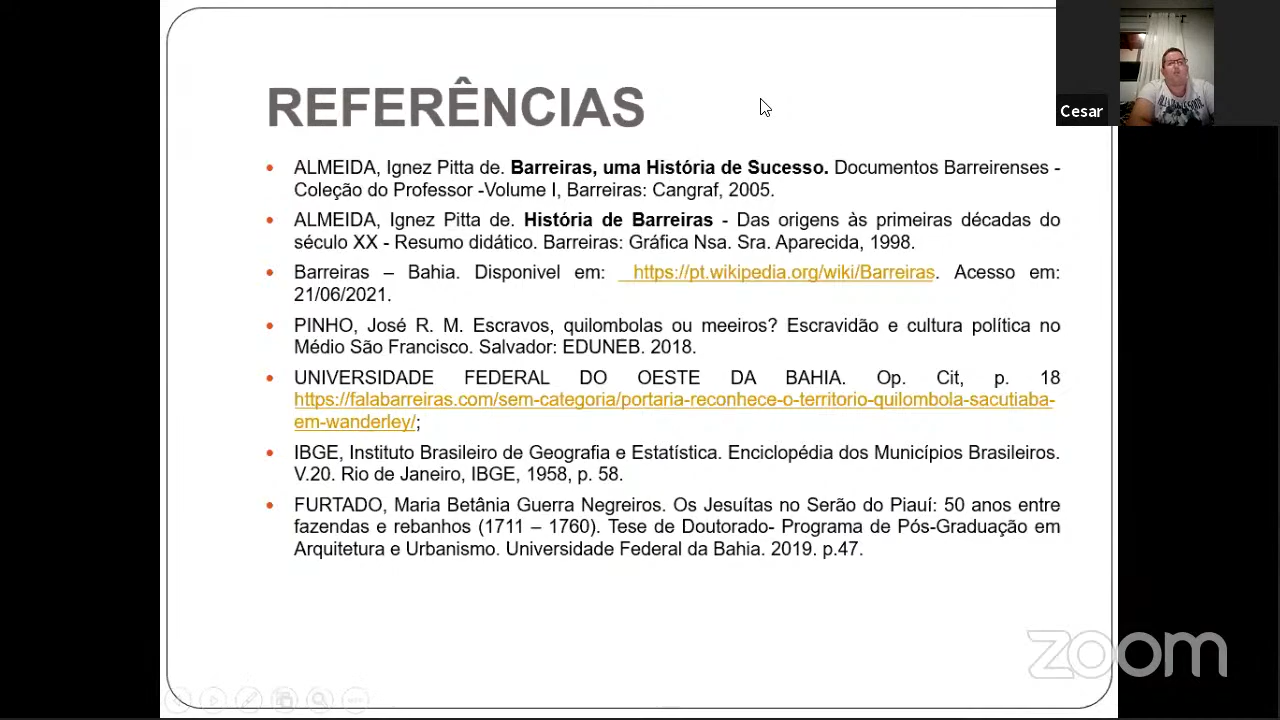 REFERÊNCIAS
Cesar
• ALMEIDA, Ignez Pitta de. Barreiras, uma História de Sucesso. Documentos Barreirenses -
Coleção do Professor -Volume I, Barreiras: Cangraf, 2005.
• ALMEIDA, Ignez Pitta de. História de Barreiras - Das origens às primeiras décadas do
século XX - Resumo didático. Barreiras: Gráfica Nsa. Sra. Aparecida, 1998.
• Barreiras – Bahia. Disponivel em: https://pt.wikipedia.org/wiki/Barreiras. Acesso em:
21/06/2021.
• PINHO, José R. M. Escravos, quilombolas ou meeiros? Escravidão e cultura política no
Médio São Francisco. Salvador: EDUNEB. 2018.
• UNIVERSIDADE FEDERAL DO OESTE DA BAHIA. Op. Cit, p. 18
https://falabarreiras.com/sem-categoria/portaria-reconhece-o-territorio-quilombola-sacutiaba-
em-wanderley/;
• IBGE, Instituto Brasileiro de Geografia e Estatística. Enciclopédia dos Municípios Brasileiros.
V.20. Rio de Janeiro, IBGE, 1958, p. 58.
• FURTADO, Maria Betânia Guerra Negreiros. Os Jesuítas no Serão do Piauí: 50 anos entre
fazendas e rebanhos (1711 – 1760). Tese de Doutorado- Programa de Pós-Graduação em
Arquitetura e Urbanismo. Universidade Federal da Bahia. 2019. p.47.
zoom